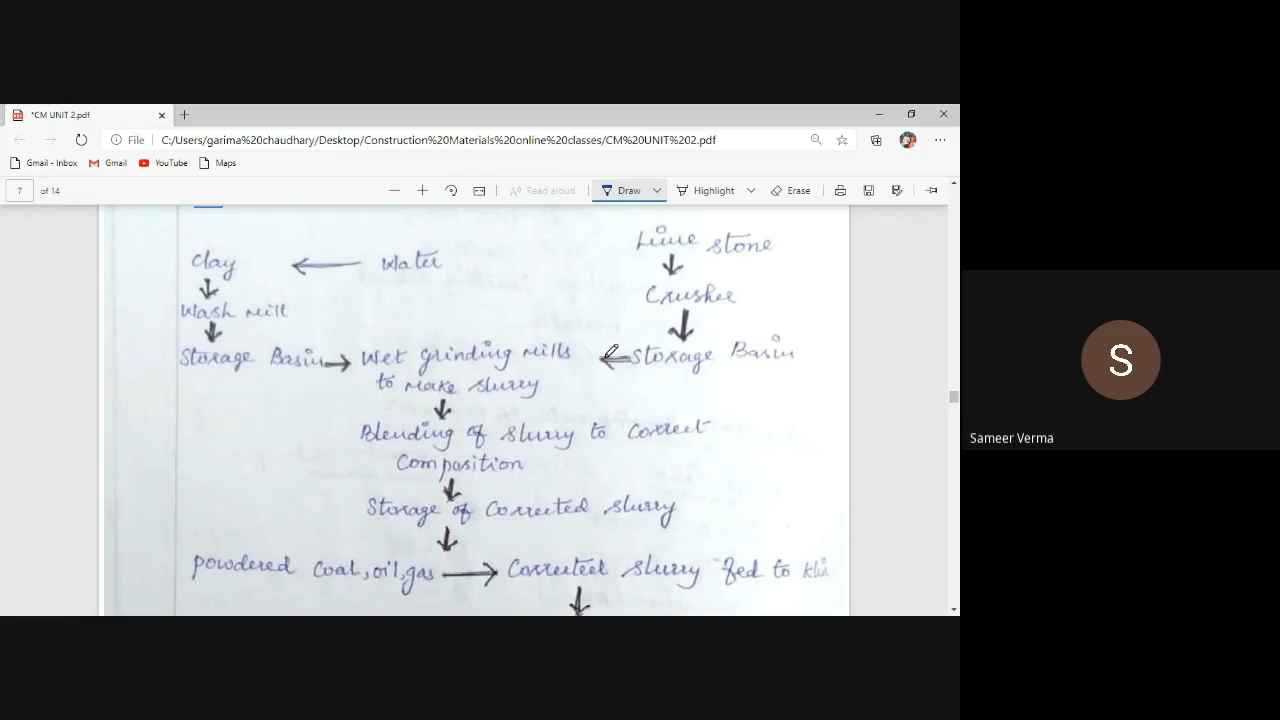 *CM UNIT 2.pdf
File C:/Users/garima%20chaudhary/Desktop/Construction%20Materials%20online%20classes/CM%20UNIT%202.pdf
Gmail - Inbox Gmail YouTube Maps
7 of 14 Read aloud Draw Highlight Erase
Lime stone
Clay Water
Crusher
Wash mill
Storage Basin Wet grinding mills Storage Basin
to Make slurry
Blending of slurry to Correct
Composition
Storage of Corrected slurry
powdered Coal, oil, gas Corrected slurry fed to kiln
S
Sameer Verma